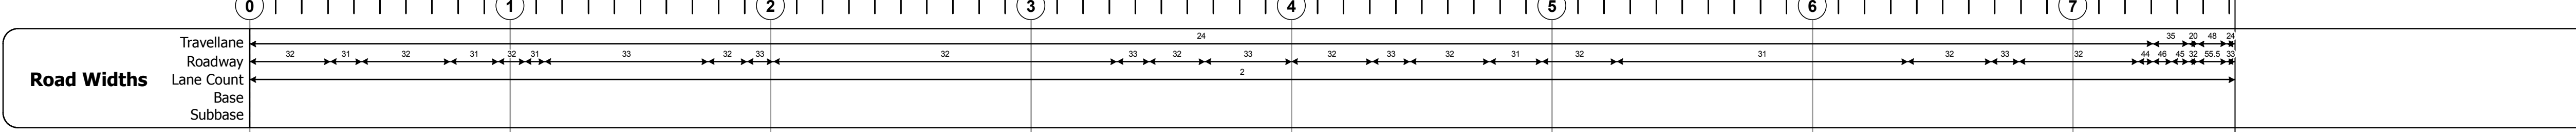 0 1 2 3 4 5 6 7
Travellane 24 35 20 48 24
Roadway 32 31 32 31 32 31 33 32 33 32 33 32 33 32 33 32 31 32 31 32 33 32 44 46 45 32 55.5 33
Road Widths
Lane Count 2
Base
Subbase